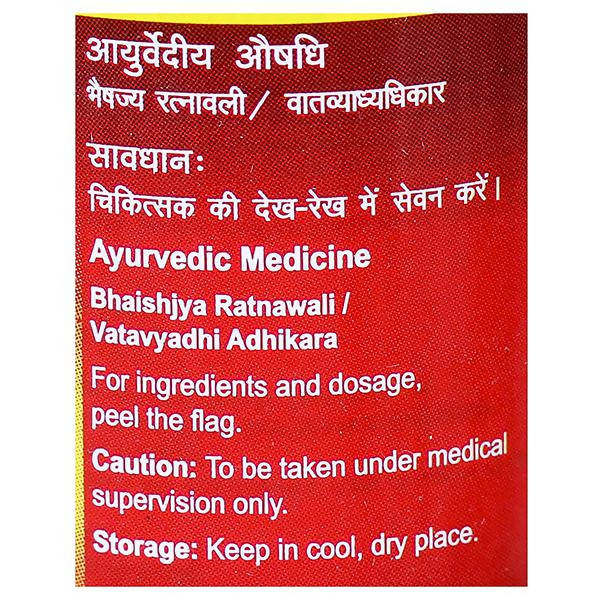 आयुर्वेदीय औषधि
भैषज्य रत्नावली / वातव्याध्यधिकार
सावधानः
चिकित्सक की देख-रेख में सेवन करें।
Ayurvedic Medicine
Bhaishjya Ratnawali /
Vatavyadhi Adhikara
For ingredients and dosage,
peel the flag.
Caution: To be taken under medical
supervision only.
Storage: Keep in cool, dry place.